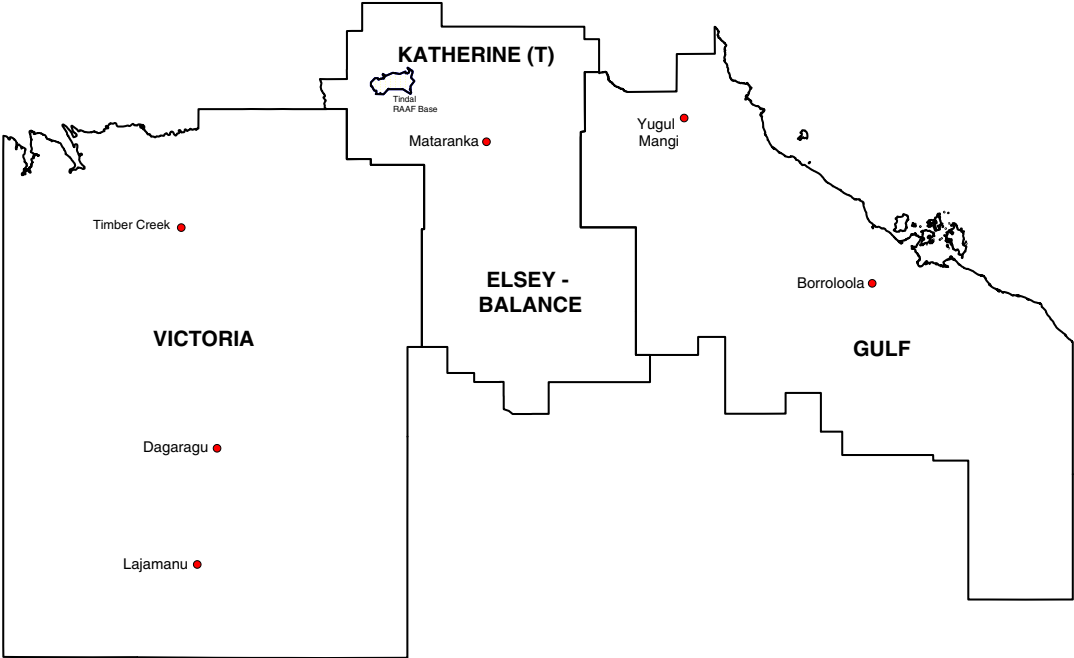 KATHERINE (T)
Tindal
RAAF Base
Mataranka
Yugul
Mangi
Timber Creek
ELSEY -
BALANCE
Borroloola
VICTORIA
GULF
Dagaragu
Lajamanu